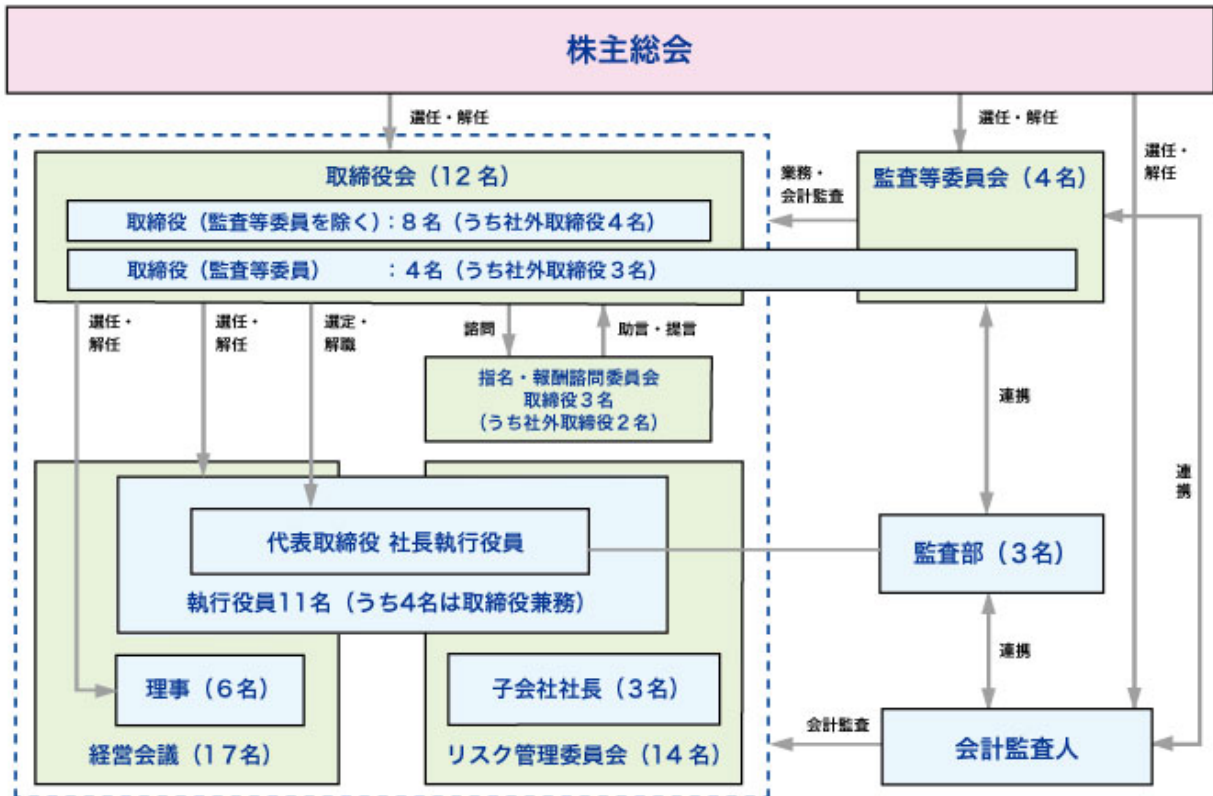 株主総会
選任・解任
選任・解任
選任・
解任
取締役会（12名）
取締役（監査等委員を除く）：8名（うち社外取締役4名）
取締役（監査等委員）　　　：4名（うち社外取締役3名）
業務・
会計監査
監査等委員会（4名）
選任・
解任
選任・
解任
選定・
解職
諮問
助言・提言
指名・報酬諮問委員会
取締役3名
（うち社外取締役2名）
連携
連携
代表取締役 社長執行役員
執行役員11名（うち4名は取締役兼務）
監査部（3名）
連携
理事（6名）
経営会議（17名）
子会社社長（3名）
リスク管理委員会（14名）
会計監査
会計監査人